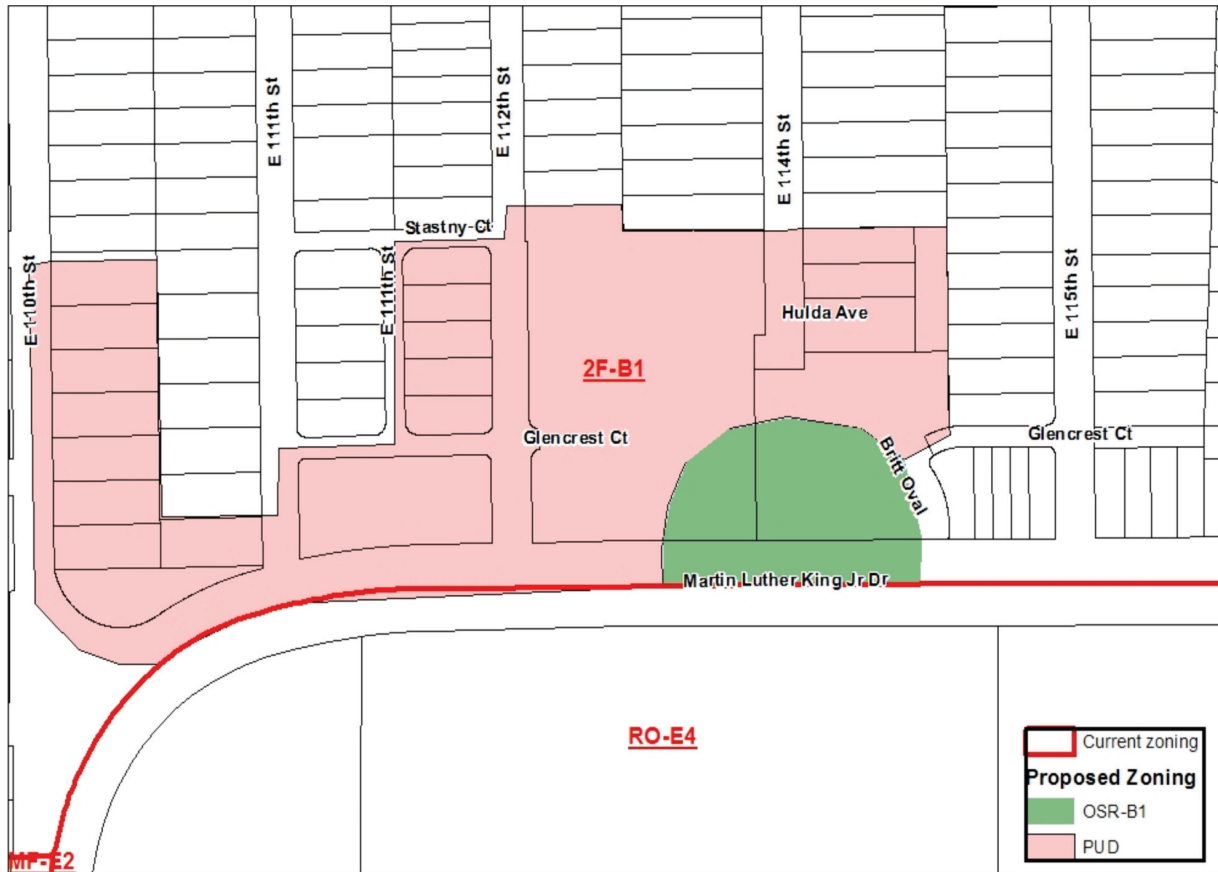 E 111th St
E 112th St
E 114th St
E 115th St
Stastny Ct
E 110th St
E 111th St
Hulda Ave
2F-B1
Glencrest Ct
Glencrest Ct
Britt Oval
Martin Luther King Jr Dr
RO-E4
MF-E2
Current zoning
Proposed Zoning
OSR-B1
PUD